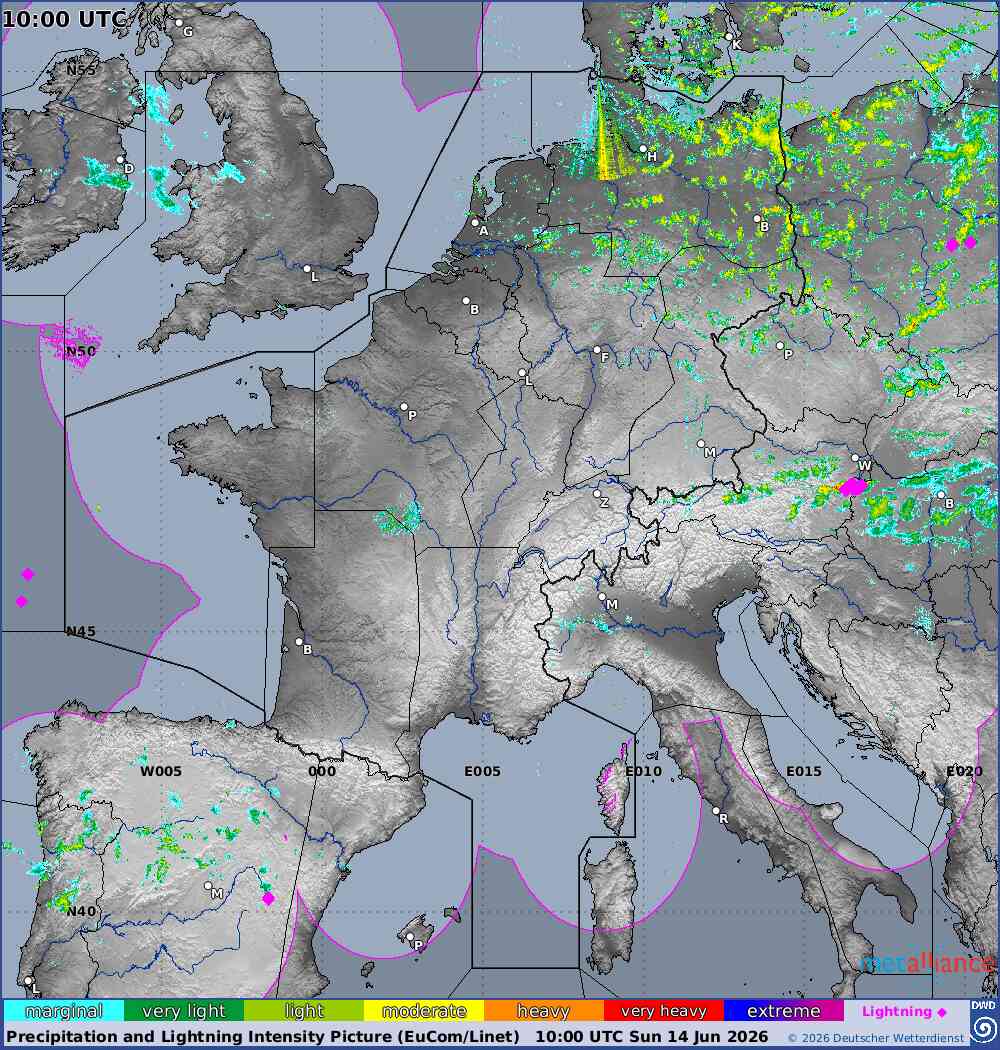 10:00 UTC
G
K
N55
H
D
A
B
L
B
N50
F
P
L
P
M
W
Z
B
M
N45
B
W005
000
E005
E010
E015
E020
R
M
N40
P
metalliance
L
marginal very light light moderate heavy very heavy extreme Lightning
DWD
Precipitation and Lightning Intensity Picture (EuCom/Linet) 10:00 UTC Sun 14 Jun 2026 © 2026 Deutscher Wetterdienst